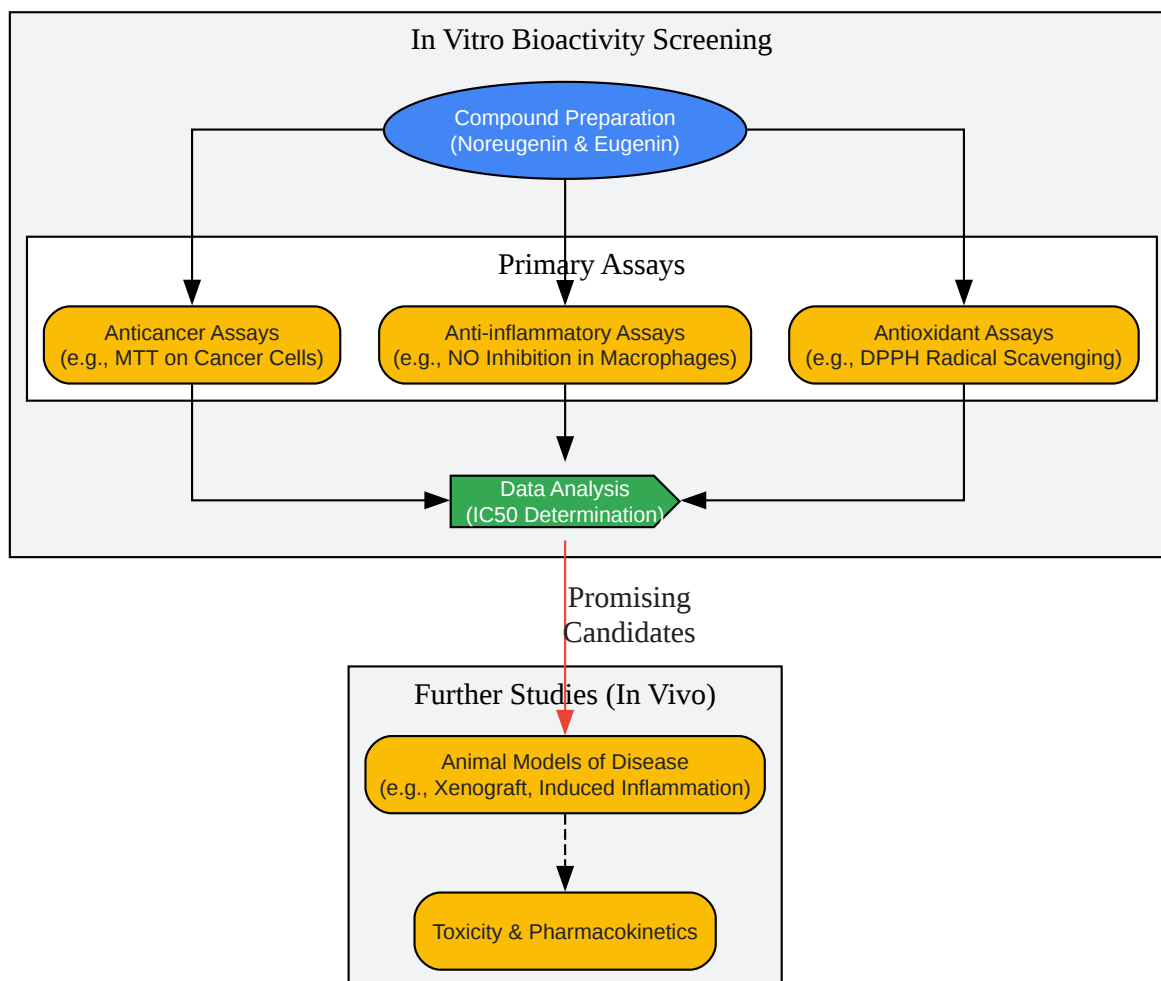 In Vitro Bioactivity Screening
Compound Preparation
(Noreugenin & Eugenin)
Primary Assays
Anticancer Assays
(e.g., MTT on Cancer Cells)
Anti-inflammatory Assays
(e.g., NO Inhibition in Macrophages)
Antioxidant Assays
(e.g., DPPH Radical Scavenging)
Data Analysis
(IC50 Determination)
Promising
Candidates
Further Studies (In Vivo)
Animal Models of Disease
(e.g., Xenograft, Induced Inflammation)
Toxicity & Pharmacokinetics